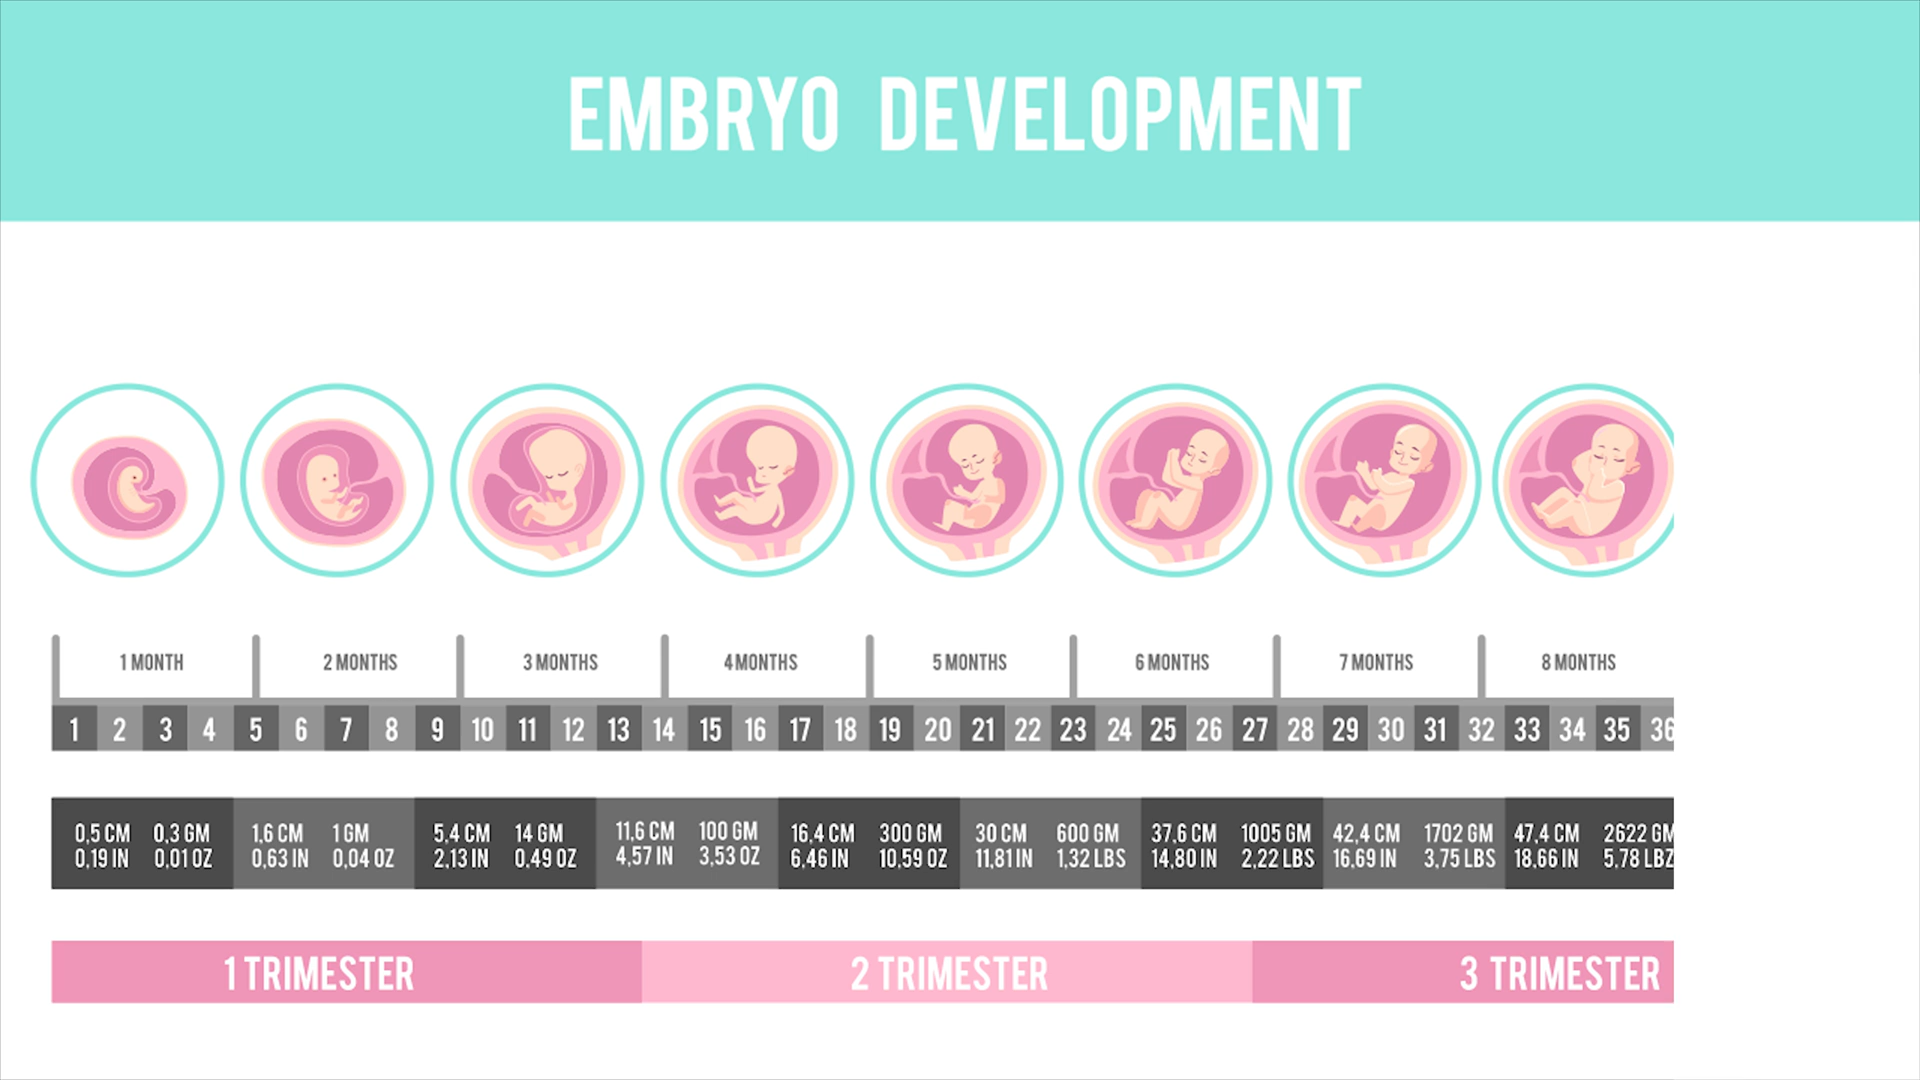 EMBRYO DEVELOPMENT
1 MONTH 2 MONTHS 3 MONTHS 4 MONTHS 5 MONTHS 6 MONTHS 7 MONTHS 8 MONTHS
1 2 3 4 5 6 7 8 9 10 11 12 13 14 15 16 17 18 19 20 21 22 23 24 25 26 27 28 29 30 31 32 33 34 35 36
0,5 CM 0,3 GM 1,6 CM 1 GM 5,4 CM 14 GM 11,6 CM 100 GM 16,4 CM 300 GM 30 CM 600 GM 37,6 CM 1005 GM 42,4 CM 1702 GM 47,4 CM 2622 GM
0,19 IN 0,01 OZ 0,63 IN 0,04 OZ 2,13 IN 0,49 OZ 4,57 IN 3,53 OZ 6,46 IN 10,59 OZ 11,81 IN 1,32 LBS 14,80 IN 2,22 LBS 16,69 IN 3,75 LBS 18,66 IN 5,78 LBZ
1 TRIMESTER 2 TRIMESTER 3 TRIMESTER